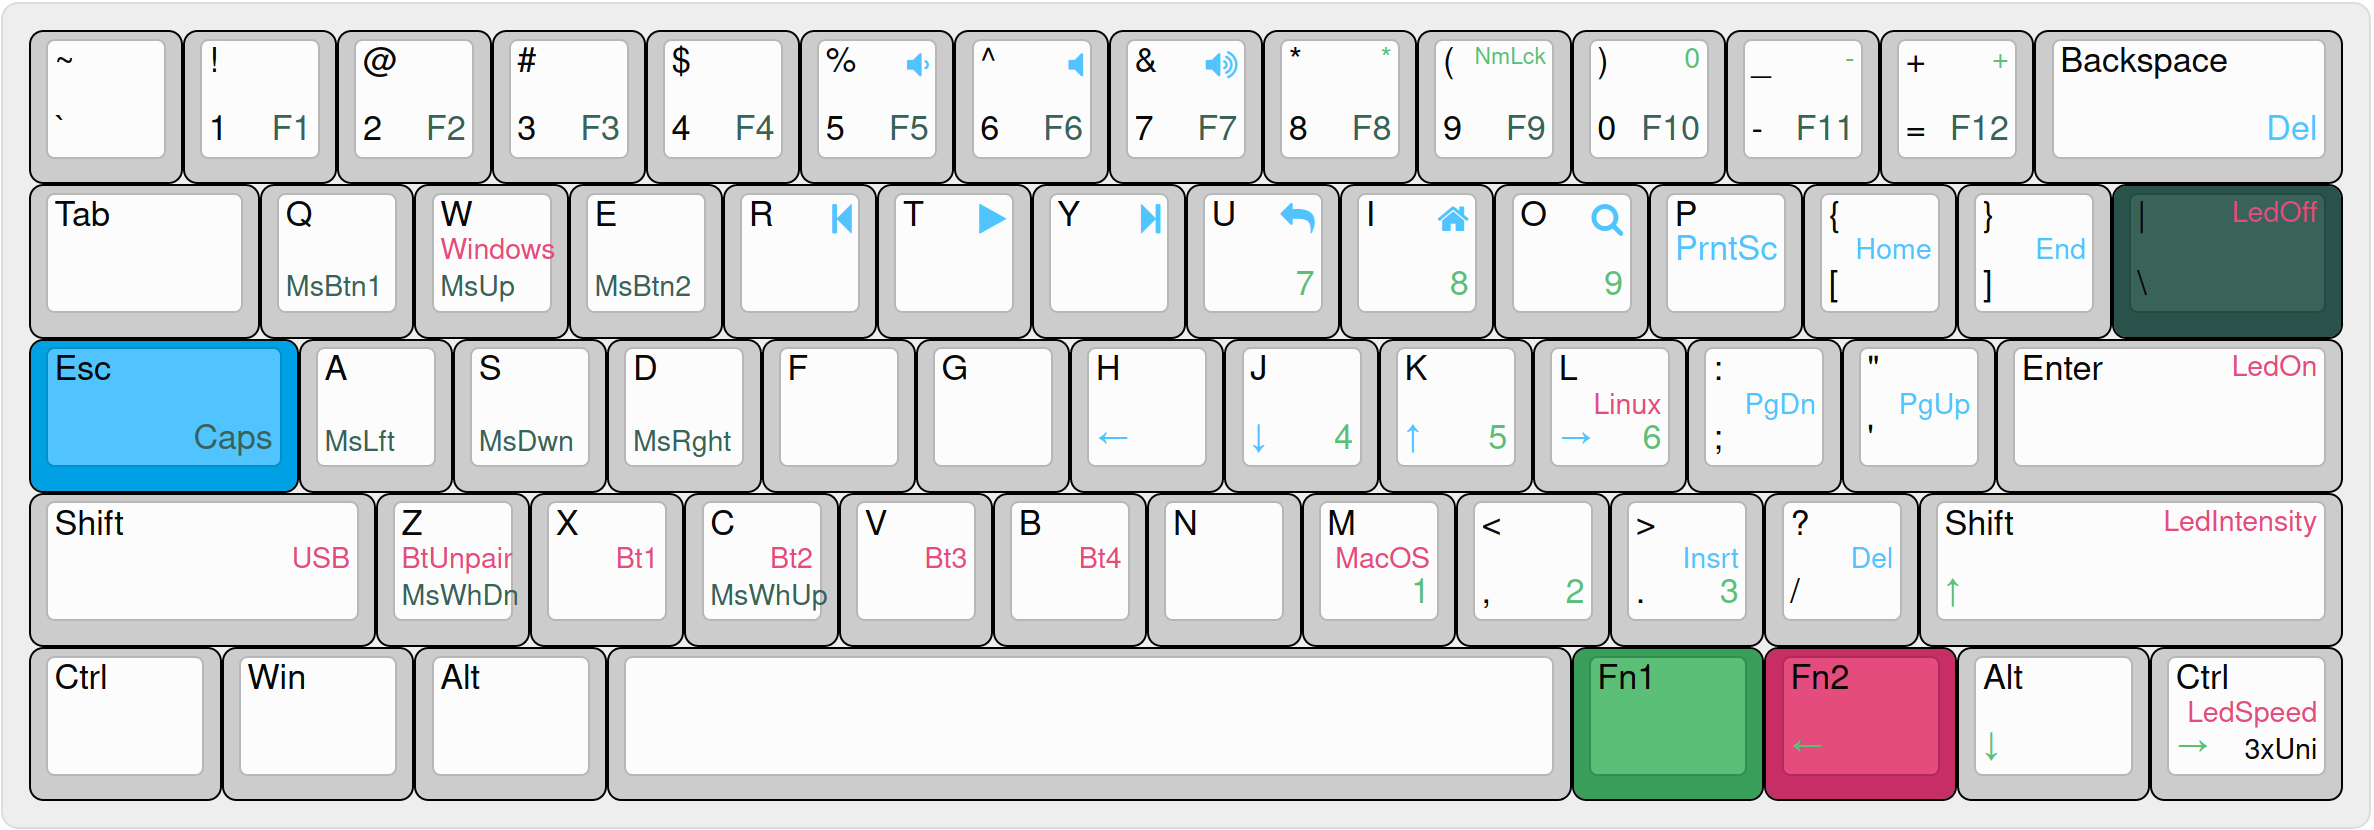 ~
`
!
1 F1
@
2 F2
#
3 F3
$
4 F4
%
5 F5
^
6 F6
&
7 F7
* *
8 F8
( NmLck
9 F9
) 0
0 F10
_ -
- F11
+ +
= F12
Backspace
Del
Tab
Q
MsBtn1
W
Windows
MsUp
E
MsBtn2
R
T
Y
U
7
I
8
O
9
P
PrntSc
{
Home
[
}
End
]
| LedOff
\
Esc
Caps
A
MsLft
S
MsDwn
D
MsRght
F
G
H
←
J
↓ 4
K
↑ 5
L
Linux
→ 6
:
PgDn
;
"
PgUp
'
Enter LedOn
Shift
USB
Z
BtUnpair
MsWhDn
X
Bt1
C
Bt2
MsWhUp
V
Bt3
B
Bt4
N
M
MacOS
1
<
, 2
>
Insrt
. 3
?
Del
/
Shift LedIntensity
↑
Ctrl
Win
Alt
Fn1
Fn2
←
Alt
↓
Ctrl
LedSpeed
→ 3xUni